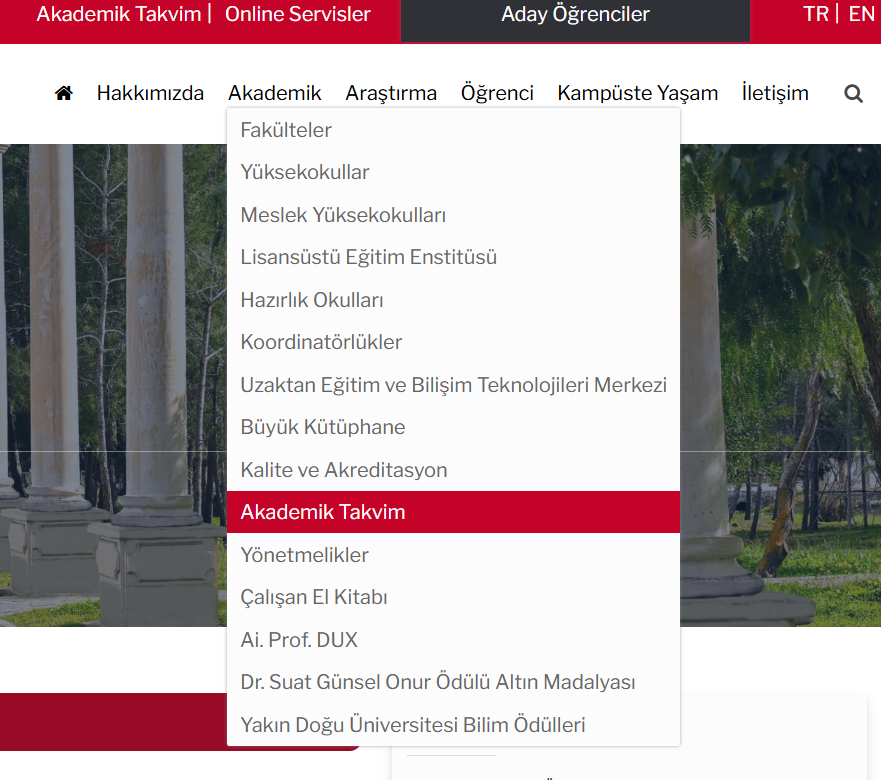 Akademik Takvim | Online Servisler Aday Öğrenciler TR | EN
Hakkımızda Akademik Araştırma Öğrenci Kampüste Yaşam İletişim
Fakülteler
Yüksekokullar
Meslek Yüksekokulları
Lisansüstü Eğitim Enstitüsü
Hazırlık Okulları
Koordinatörlükler
Uzaktan Eğitim ve Bilişim Teknolojileri Merkezi
Büyük Kütüphane
Kalite ve Akreditasyon
Akademik Takvim
Yönetmelikler
Çalışan El Kitabı
Ai. Prof. DUX
Dr. Suat Günsel Onur Ödülü Altın Madalyası
Yakın Doğu Üniversitesi Bilim Ödülleri